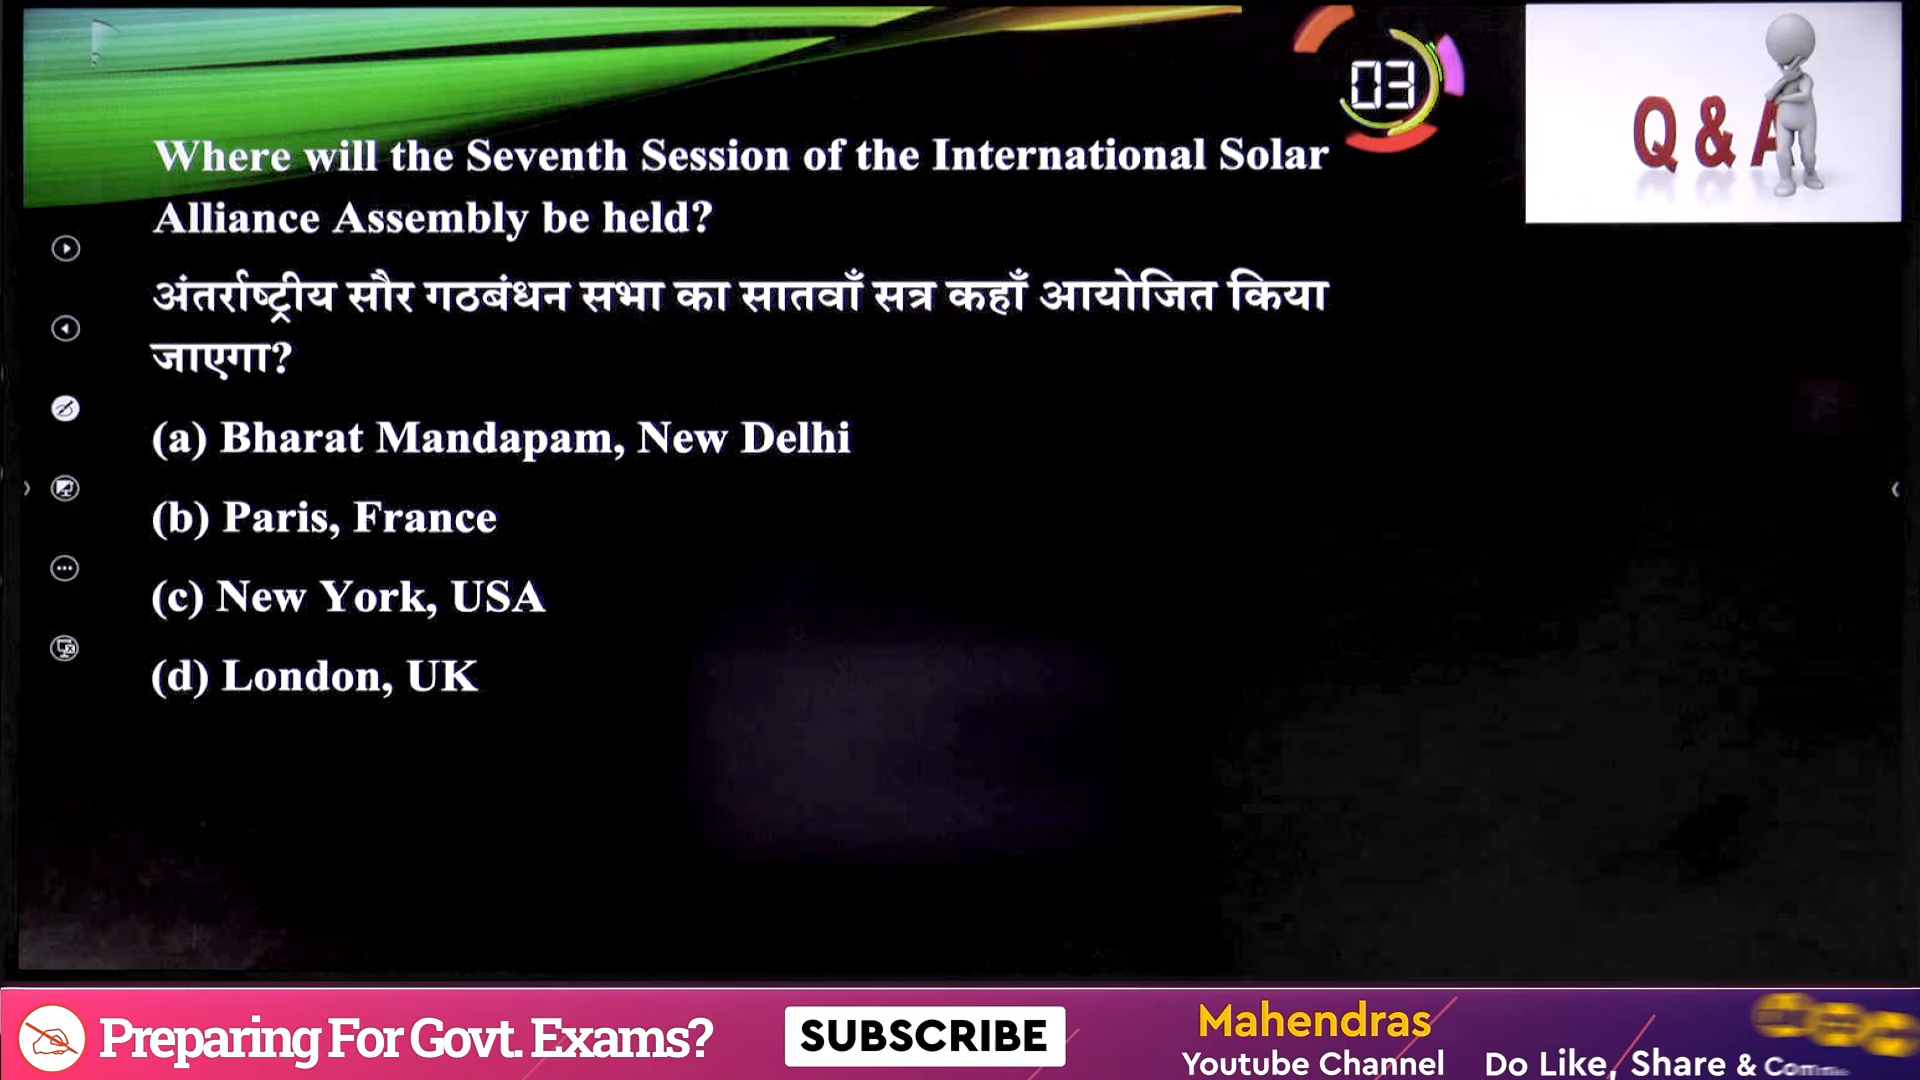 03
Q & A
Where will the Seventh Session of the International Solar
Alliance Assembly be held?
अंतर्राष्ट्रीय सौर गठबंधन सभा का सातवाँ सत्र कहाँ आयोजित किया
जाएगा?
(a) Bharat Mandapam, New Delhi
(b) Paris, France
(c) New York, USA
(d) London, UK
Preparing For Govt. Exams?
SUBSCRIBE
Mahendras
Youtube Channel
Do Like, Share &